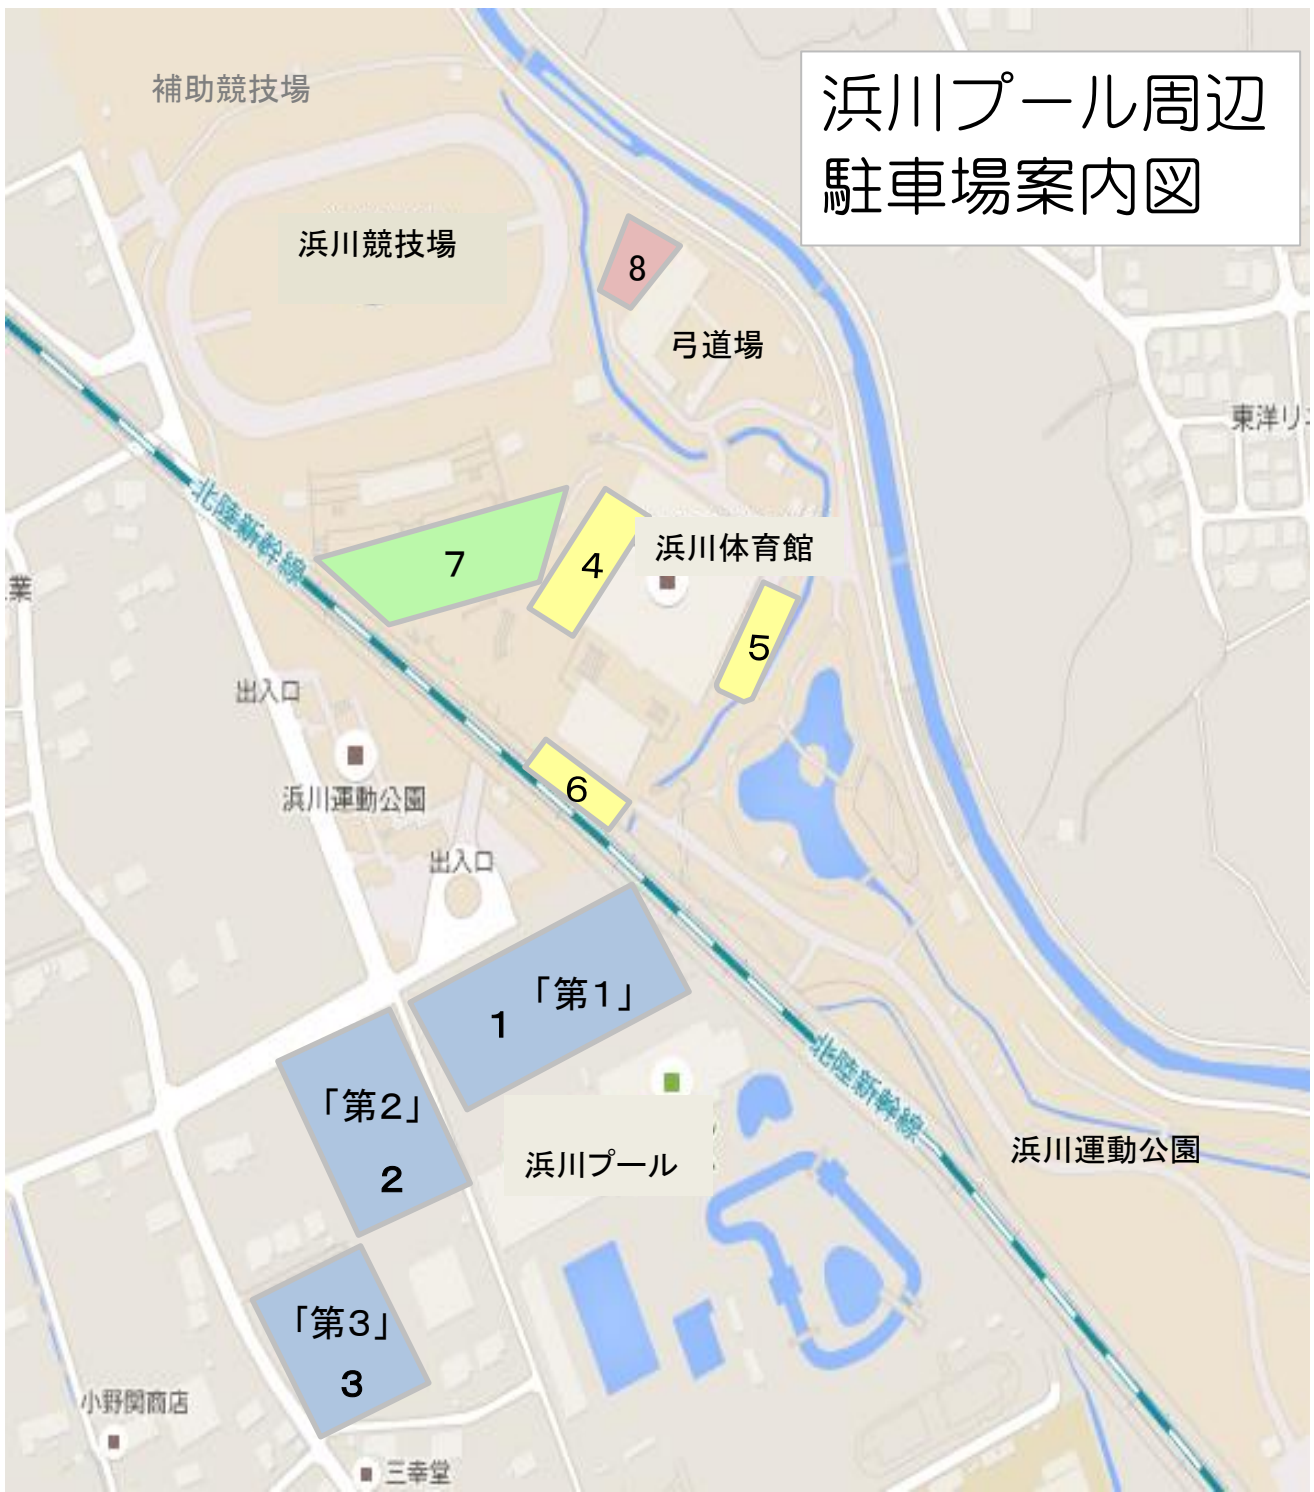 浜川プール周辺
駐車場案内図
補助競技場
浜川競技場
8
弓道場
東洋リ
北陸新幹線
7
4
浜川体育館
業
5
出入口
6
浜川運動公園
出入口
「第1」
1
「第2」
2
北陸新幹線
浜川運動公園
浜川プール
「第3」
3
小野関商店
三幸堂